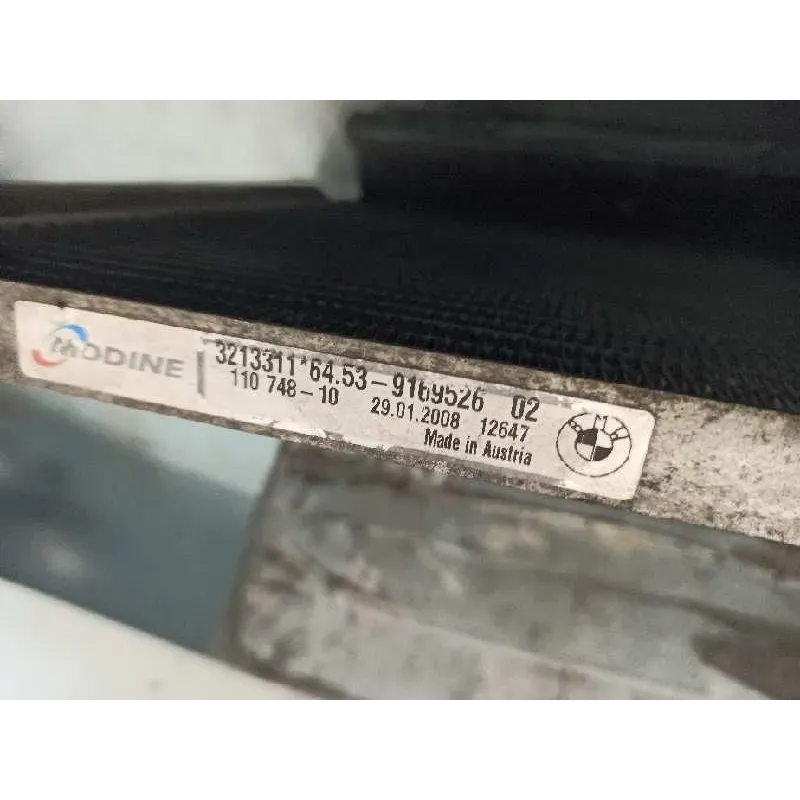 MODINE
3213311*64.53-9169526 02
110 748-10 29.01.2008 12647
Made in Austria
BMW